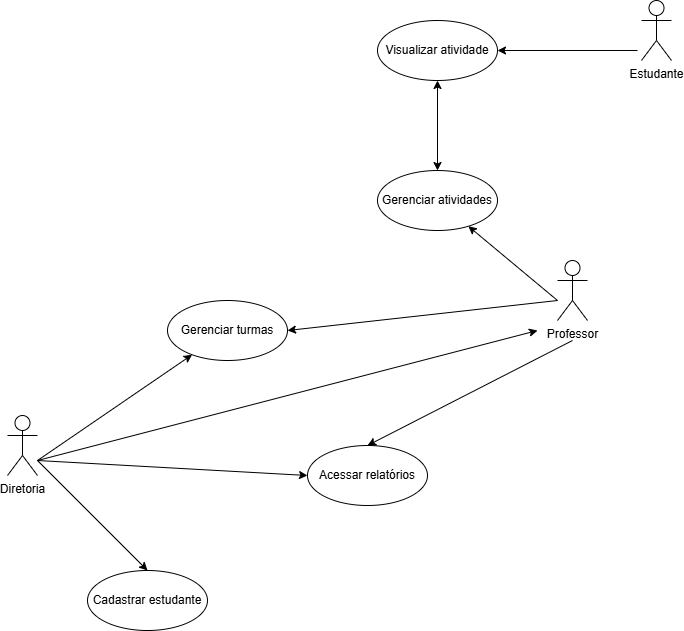 Visualizar atividade
Estudante
Gerenciar atividades
Gerenciar turmas
Professor
Acessar relatórios
Diretoria
Cadastrar estudante